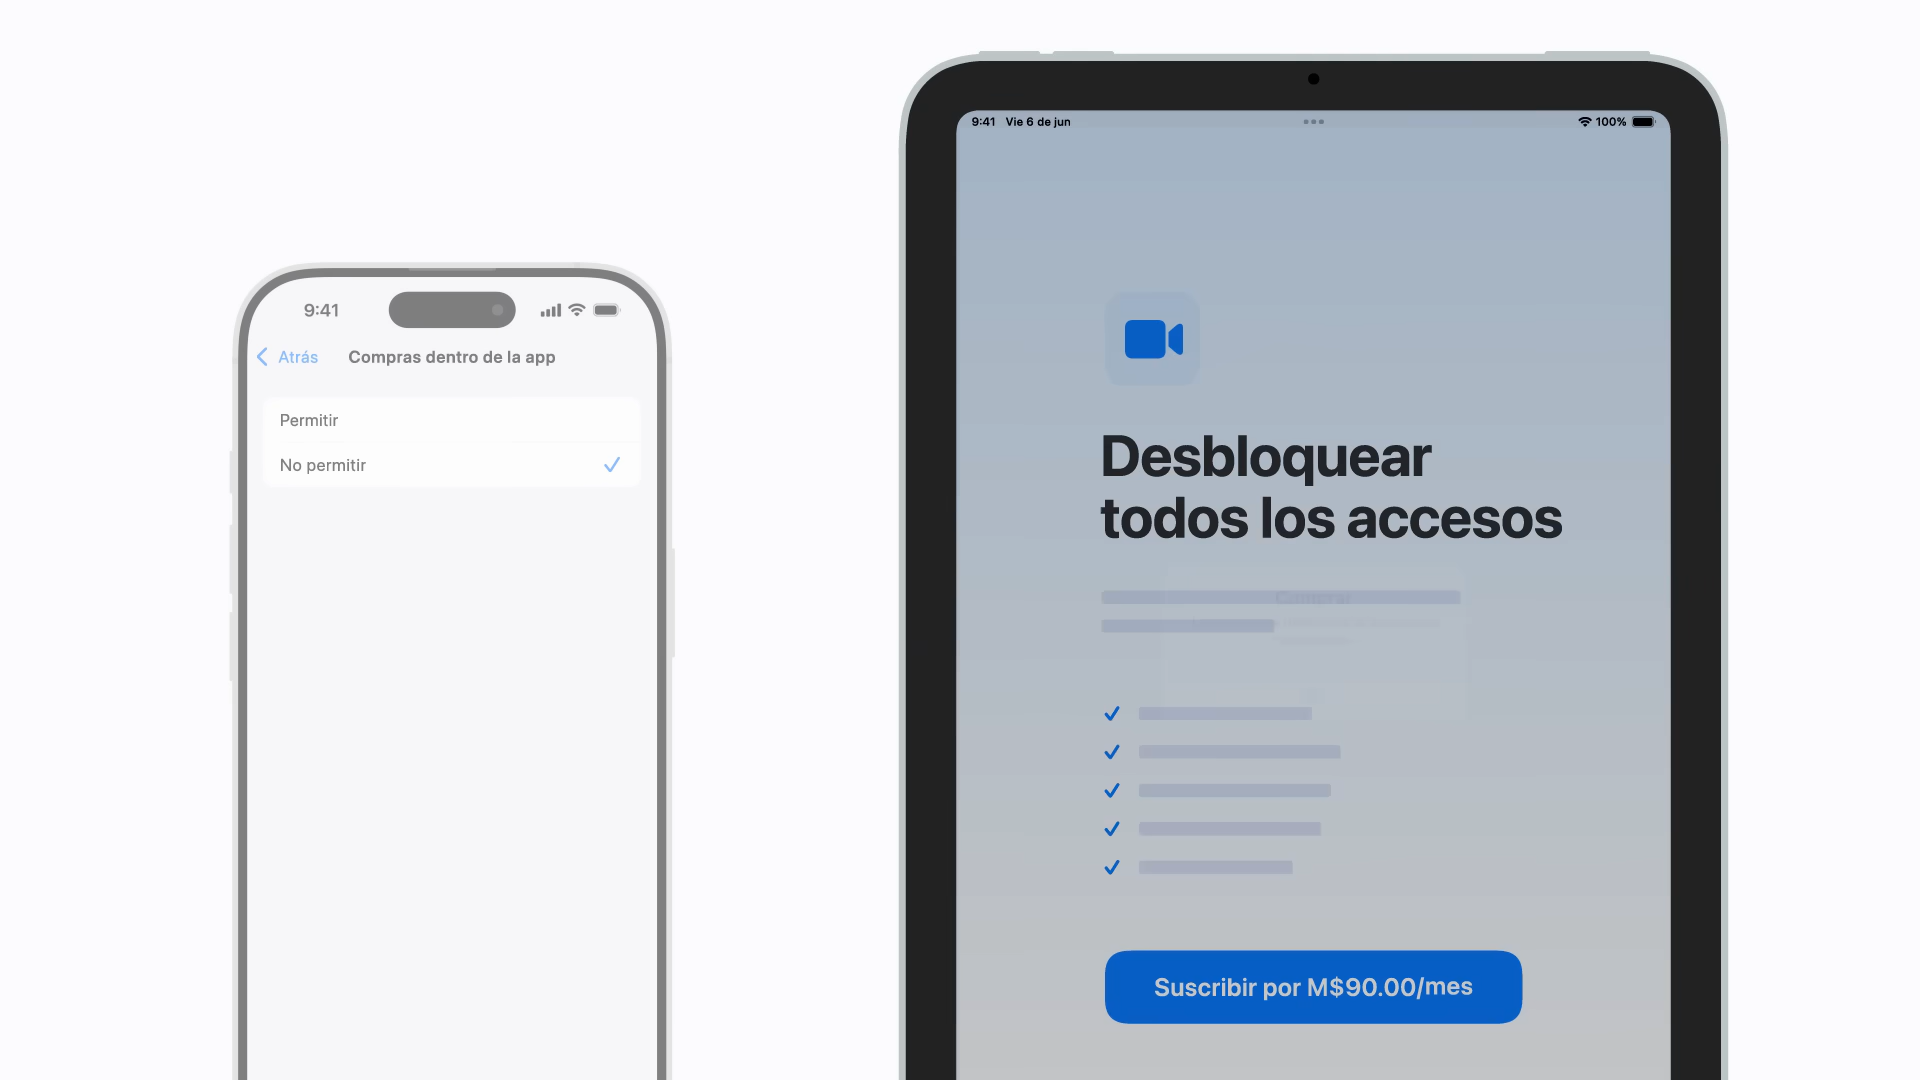 9:41
Atrás
Compras dentro de la app
Permitir
No permitir
9:41 Vie 6 de jun
100%
Desbloquear
todos los accesos
Comprar
Suscribir por M$90.00/mes